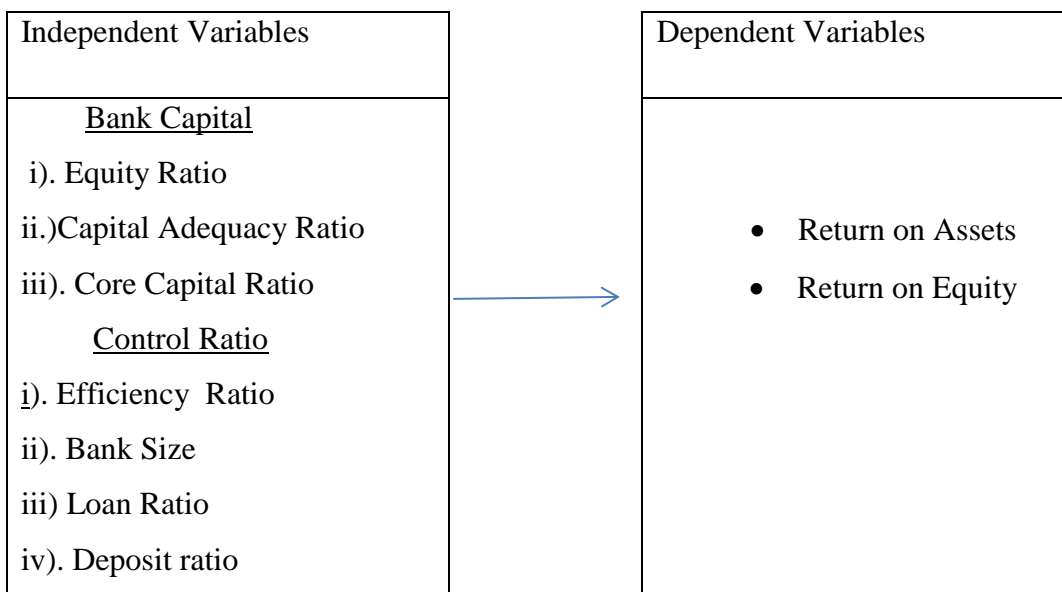 Independent Variables
Bank Capital
i). Equity Ratio
ii.)Capital Adequacy Ratio
iii). Core Capital Ratio
Control Ratio
i). Efficiency Ratio
ii). Bank Size
iii) Loan Ratio
iv). Deposit ratio
Dependent Variables
• Return on Assets
• Return on Equity